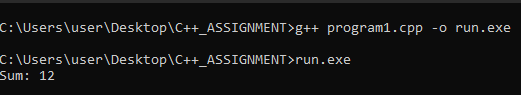 C:\Users\user\Desktop\C++_ASSIGNMENT>g++ program1.cpp -o run.exe
C:\Users\user\Desktop\C++_ASSIGNMENT>run.exe
Sum: 12